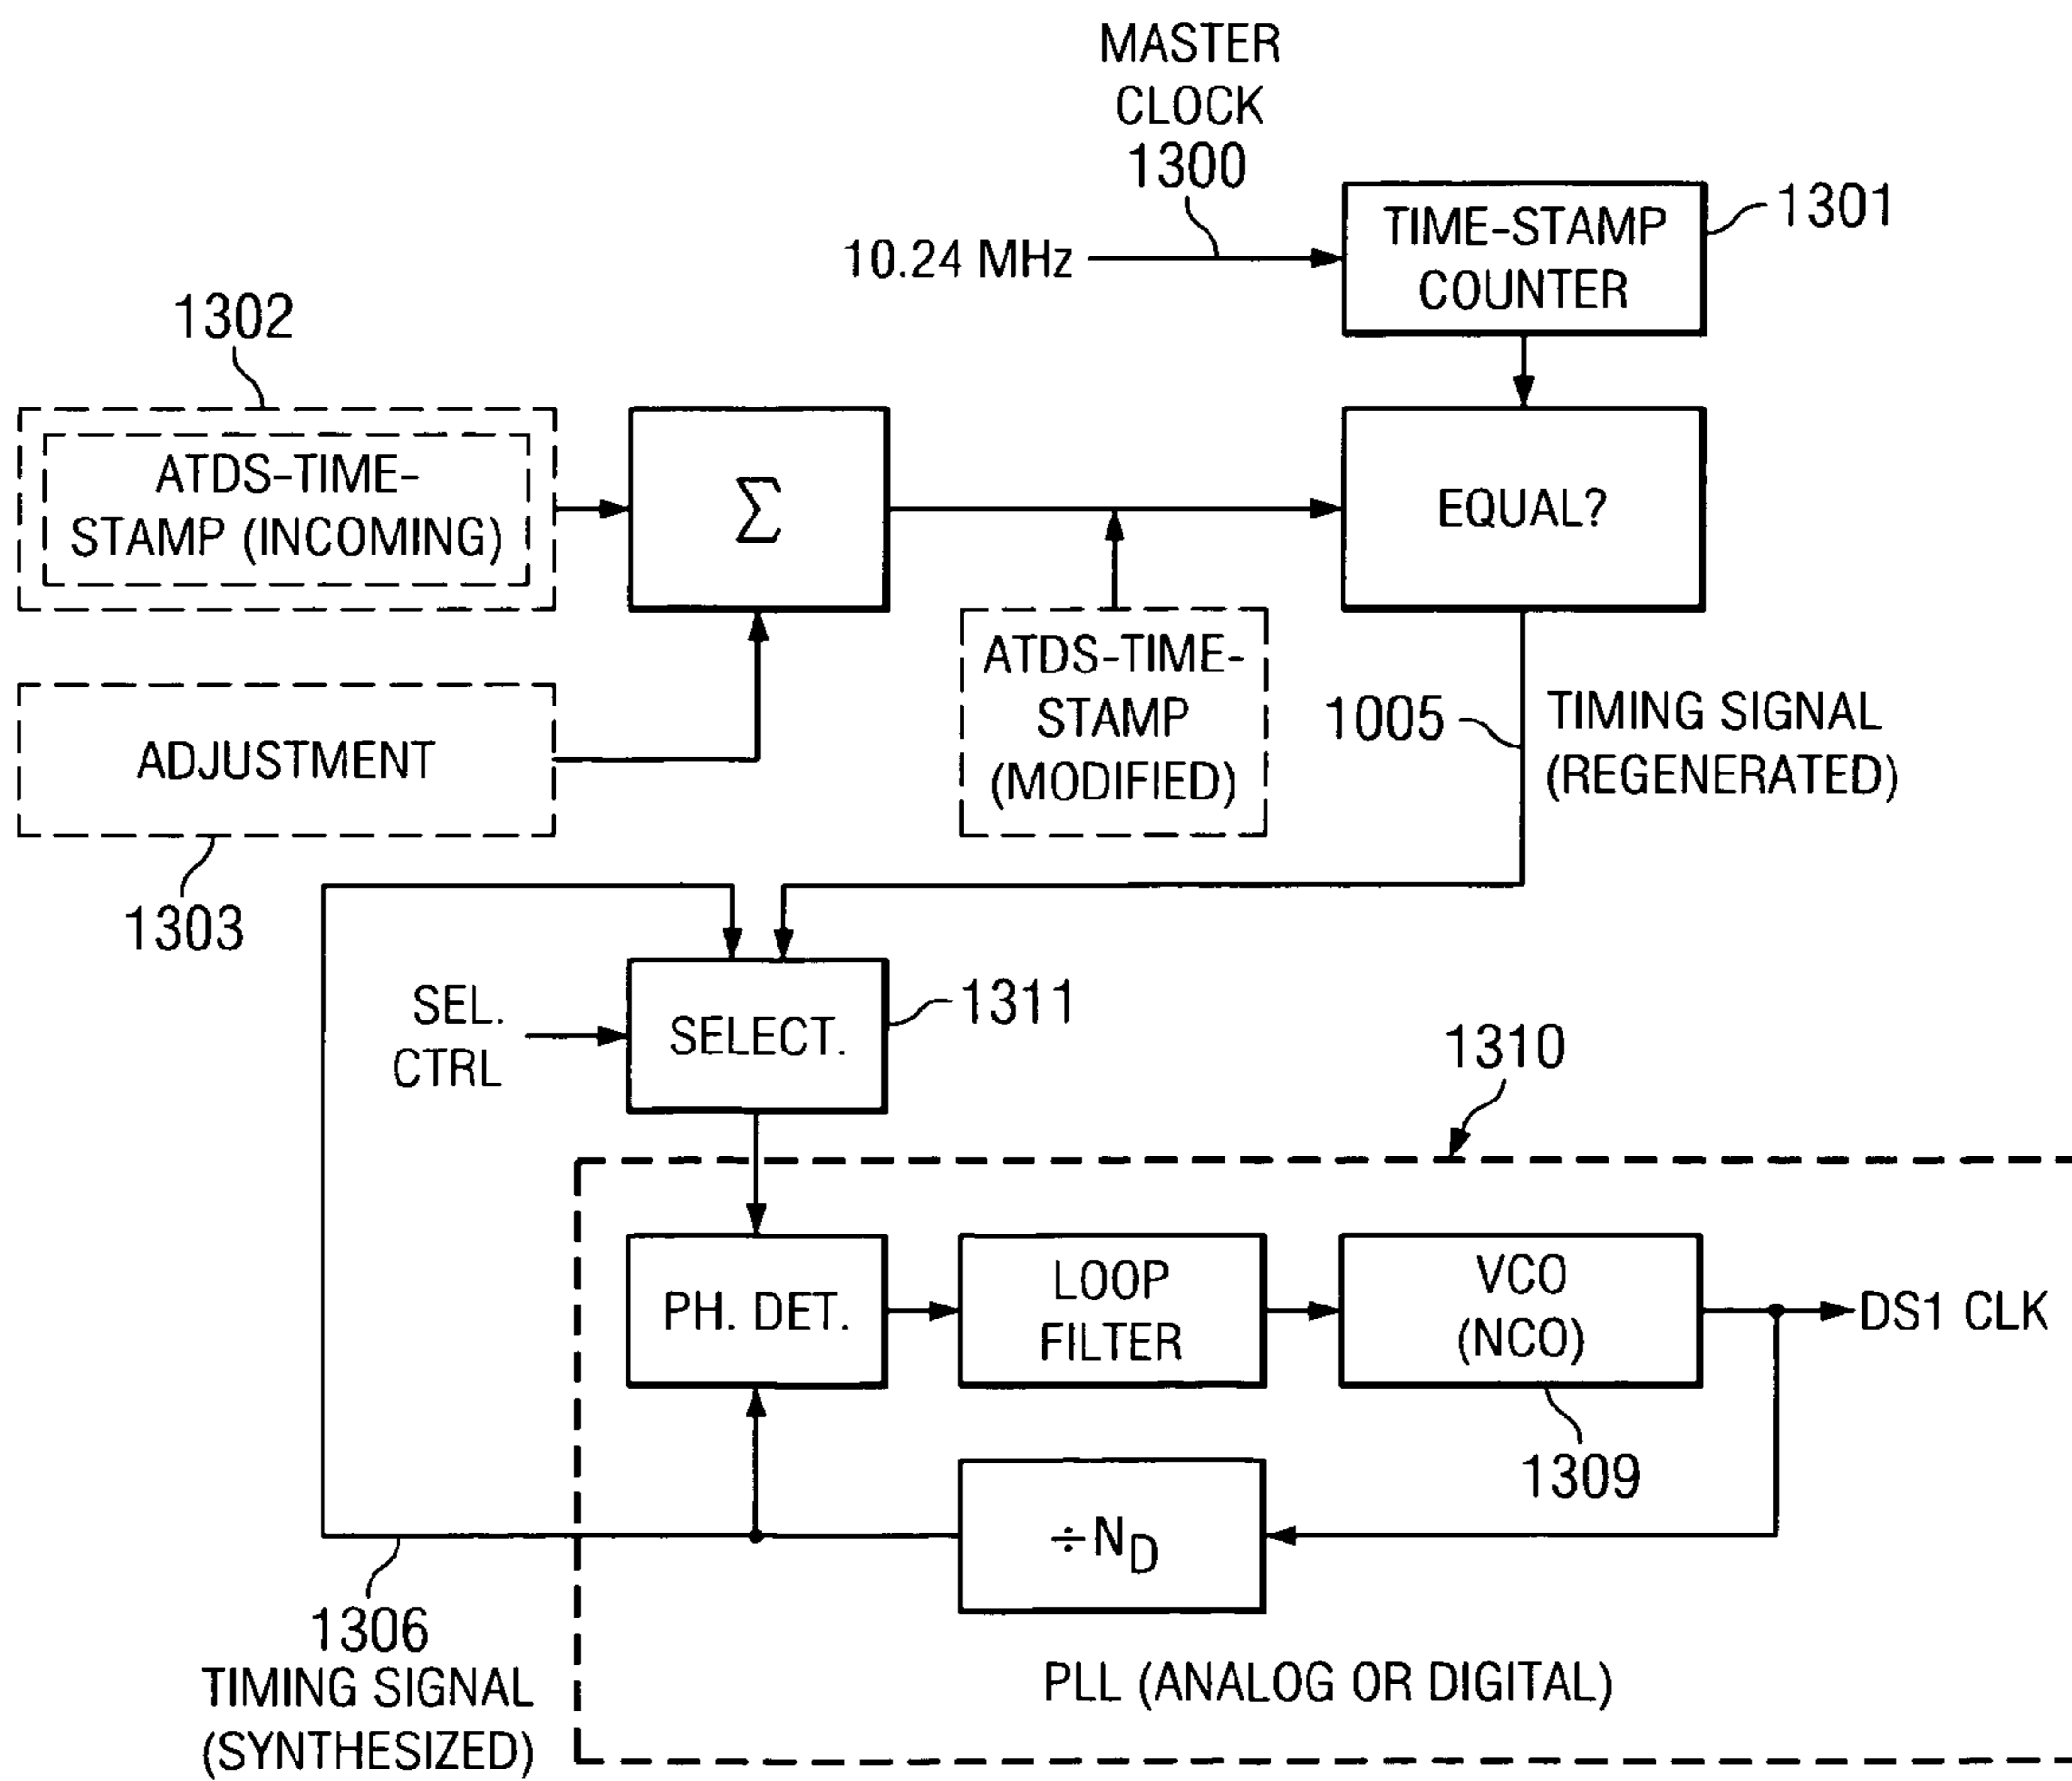 MASTER
CLOCK
1300
10.24 MHz
TIME-STAMP
COUNTER
1301
1302
ATDS-TIME-
STAMP (INCOMING)
Σ
EQUAL?
ADJUSTMENT
1303
ATDS-TIME-
STAMP
(MODIFIED)
1005
TIMING SIGNAL
(REGENERATED)
SEL.
CTRL
SELECT.
1311
1310
PH. DET.
LOOP
FILTER
VCO
(NCO)
DS1 CLK
1309
÷ND
1306
TIMING SIGNAL
(SYNTHESIZED)
PLL (ANALOG OR DIGITAL)